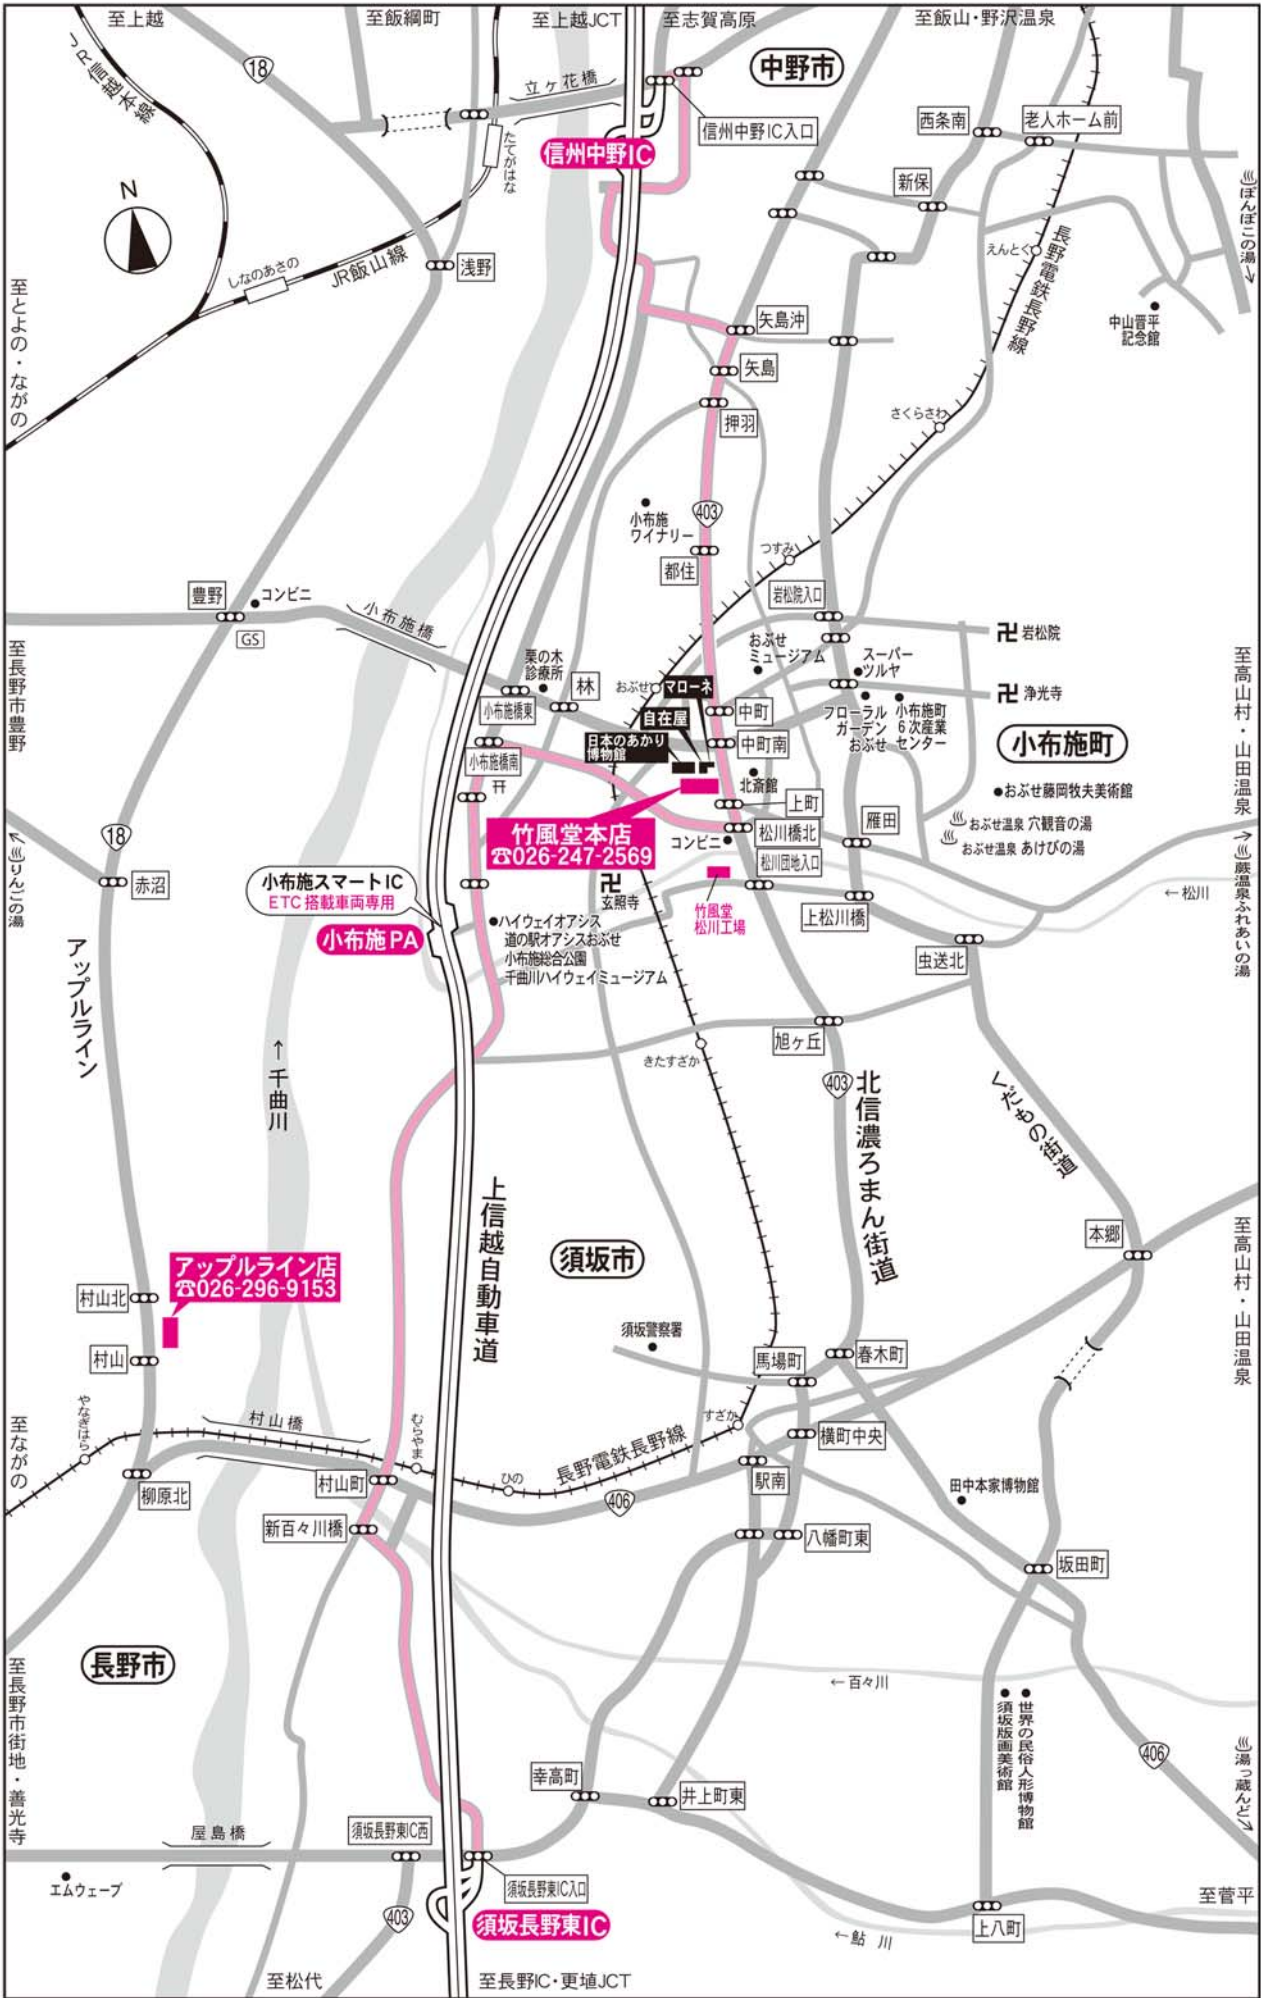 至上越
至飯綱町
至上越JCT
至志賀高原
至飯山・野沢温泉
JR信越本線
18
立ヶ花橋
中野市
信州中野IC入口
西条南
老人ホーム前
たてがはな
信州中野IC
新保
ぽんぽこの湯→
N
えんとく
長野電鉄長野線
浅野
しなのあさの
JR飯山線
至とよの・ながの
矢島沖
中山晋平
記念館
矢島
押羽
さくらさわ
小布施
ワイナリー
403
都住
つすみ
豊野
コンビニ
GS
小布施橋
岩松院入口
卍岩松院
至長野市豊野
栗の木
診療所
林
おぶせ
マローネ
おぶせ
ミュージアム
スーパー
ツルヤ
卍浄光寺
至高山村・山田温泉
小布施橋東
自在屋
中町
フローラル
ガーデン
おぶせ
小布施町
6次産業
センター
小布施町
日本のあかり
博物館
中町南
小布施橋南
北斎館
おぶせ藤岡牧夫美術館
上町
竹風堂本店
☎026-247-2569
松川橋北
雁田
おぶせ温泉 穴観音の湯
おぶせ温泉 あけびの湯
コンビニ
松川団地入口
←りんごの湯
18
赤沼
小布施スマートIC
ETC搭載車両専用
卍
玄照寺
竹風堂
松川工場
上松川橋
←松川
→蕨温泉ふれあいの湯
小布施PA
ハイウェイオアシス
道の駅オアシスおぶせ
小布施総合公園
千曲川ハイウェイミュージアム
虫送北
アップルライン
旭ヶ丘
きたすざか
←千曲川
403
北信濃ろまん街道
くだもの街道
上信越自動車道
須坂市
本郷
至高山村・山田温泉
アップルライン店
☎026-296-9153
村山北
村山
須坂警察署
馬場町
春木町
至ながの
やなぎはら
村山橋
むらやま
すざか
横町中央
長野電鉄長野線
ひの
駅南
柳原北
村山町
406
田中本家博物館
新百々川橋
八幡町東
坂田町
長野市
至長野市街地・善光寺
←百々川
須坂版画美術館
世界の民俗人形博物館
406
湯っ蔵んど→
幸高町
井上町東
屋島橋
須坂長野東IC西
エムウェーブ
須坂長野東IC入口
403
須坂長野東IC
上八町
至菅平
←鮎川
至松代
至長野IC・更埴JCT